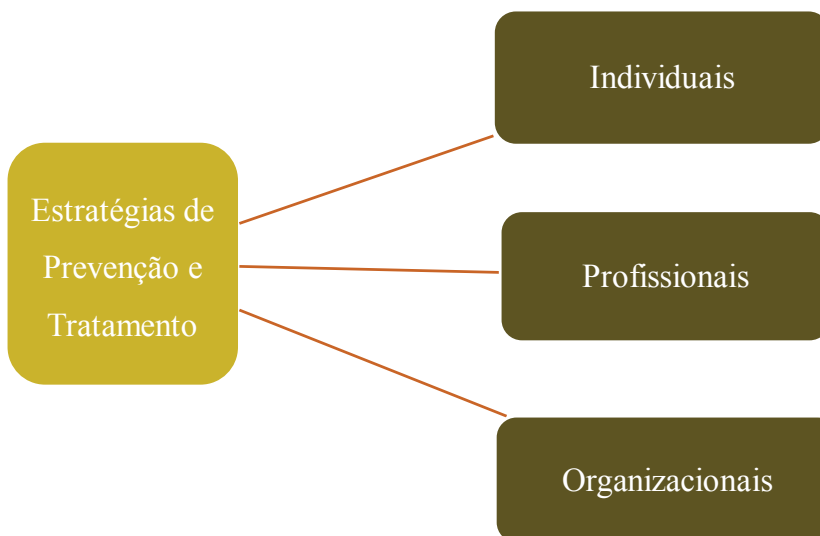 Estratégias de
Prevenção e
Tratamento
Individuais
Profissionais
Organizacionais